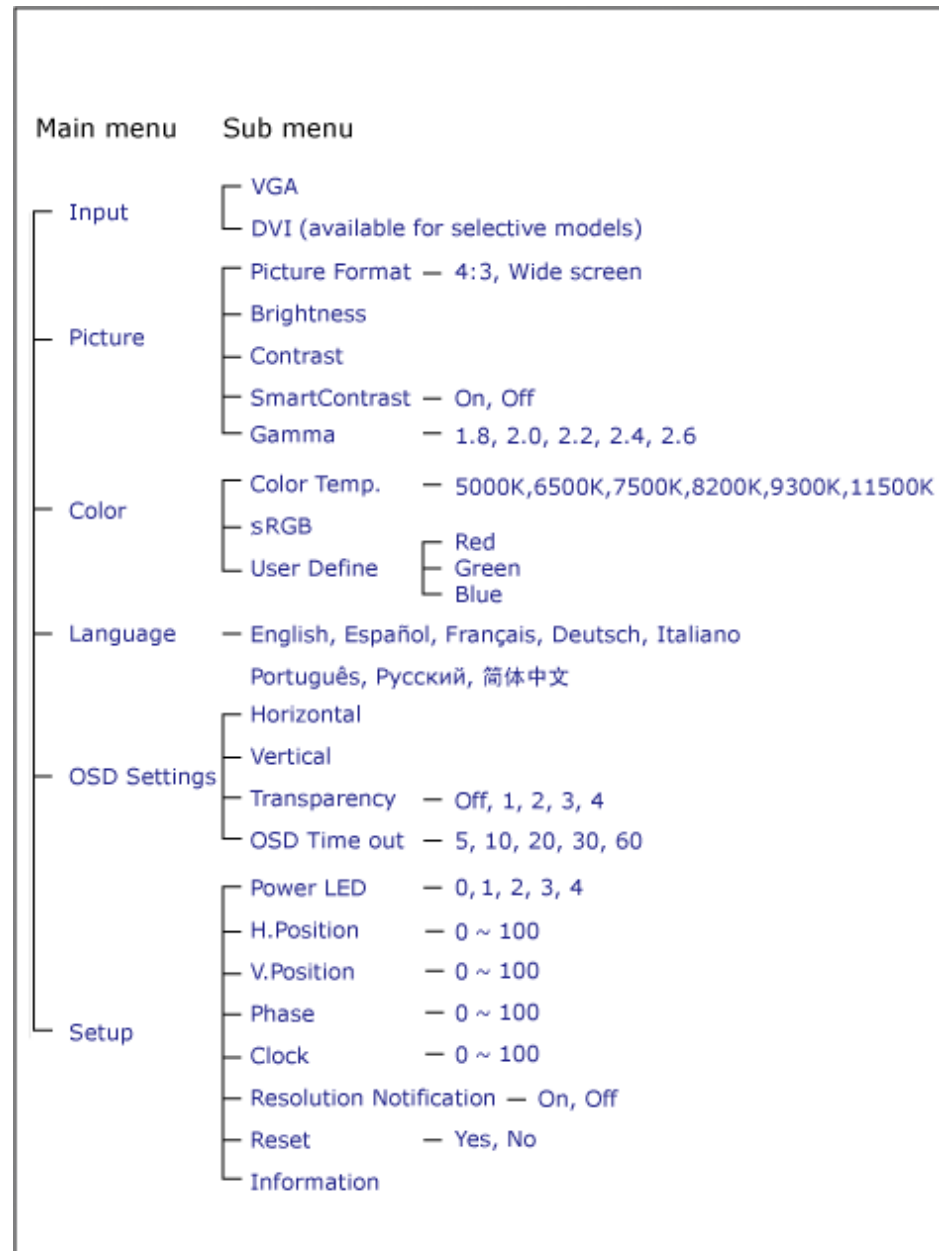 Main menu Sub menu
VGA
Input
DVI (available for selective models)
Picture Format — 4:3, Wide screen
Brightness
Picture
Contrast
SmartContrast — On, Off
Gamma — 1.8, 2.0, 2.2, 2.4, 2.6
Color Temp. — 5000K,6500K,7500K,8200K,9300K,11500K
Color
sRGB
Red
User Define Green
Blue
Language — English, Español, Français, Deutsch, Italiano
Português, Русский, 简体中文
Horizontal
Vertical
OSD Settings
Transparency — Off, 1, 2, 3, 4
OSD Time out — 5, 10, 20, 30, 60
Power LED — 0, 1, 2, 3, 4
H.Position — 0 ~ 100
V.Position — 0 ~ 100
Phase — 0 ~ 100
Setup
Clock — 0 ~ 100
Resolution Notification — On, Off
Reset — Yes, No
Information